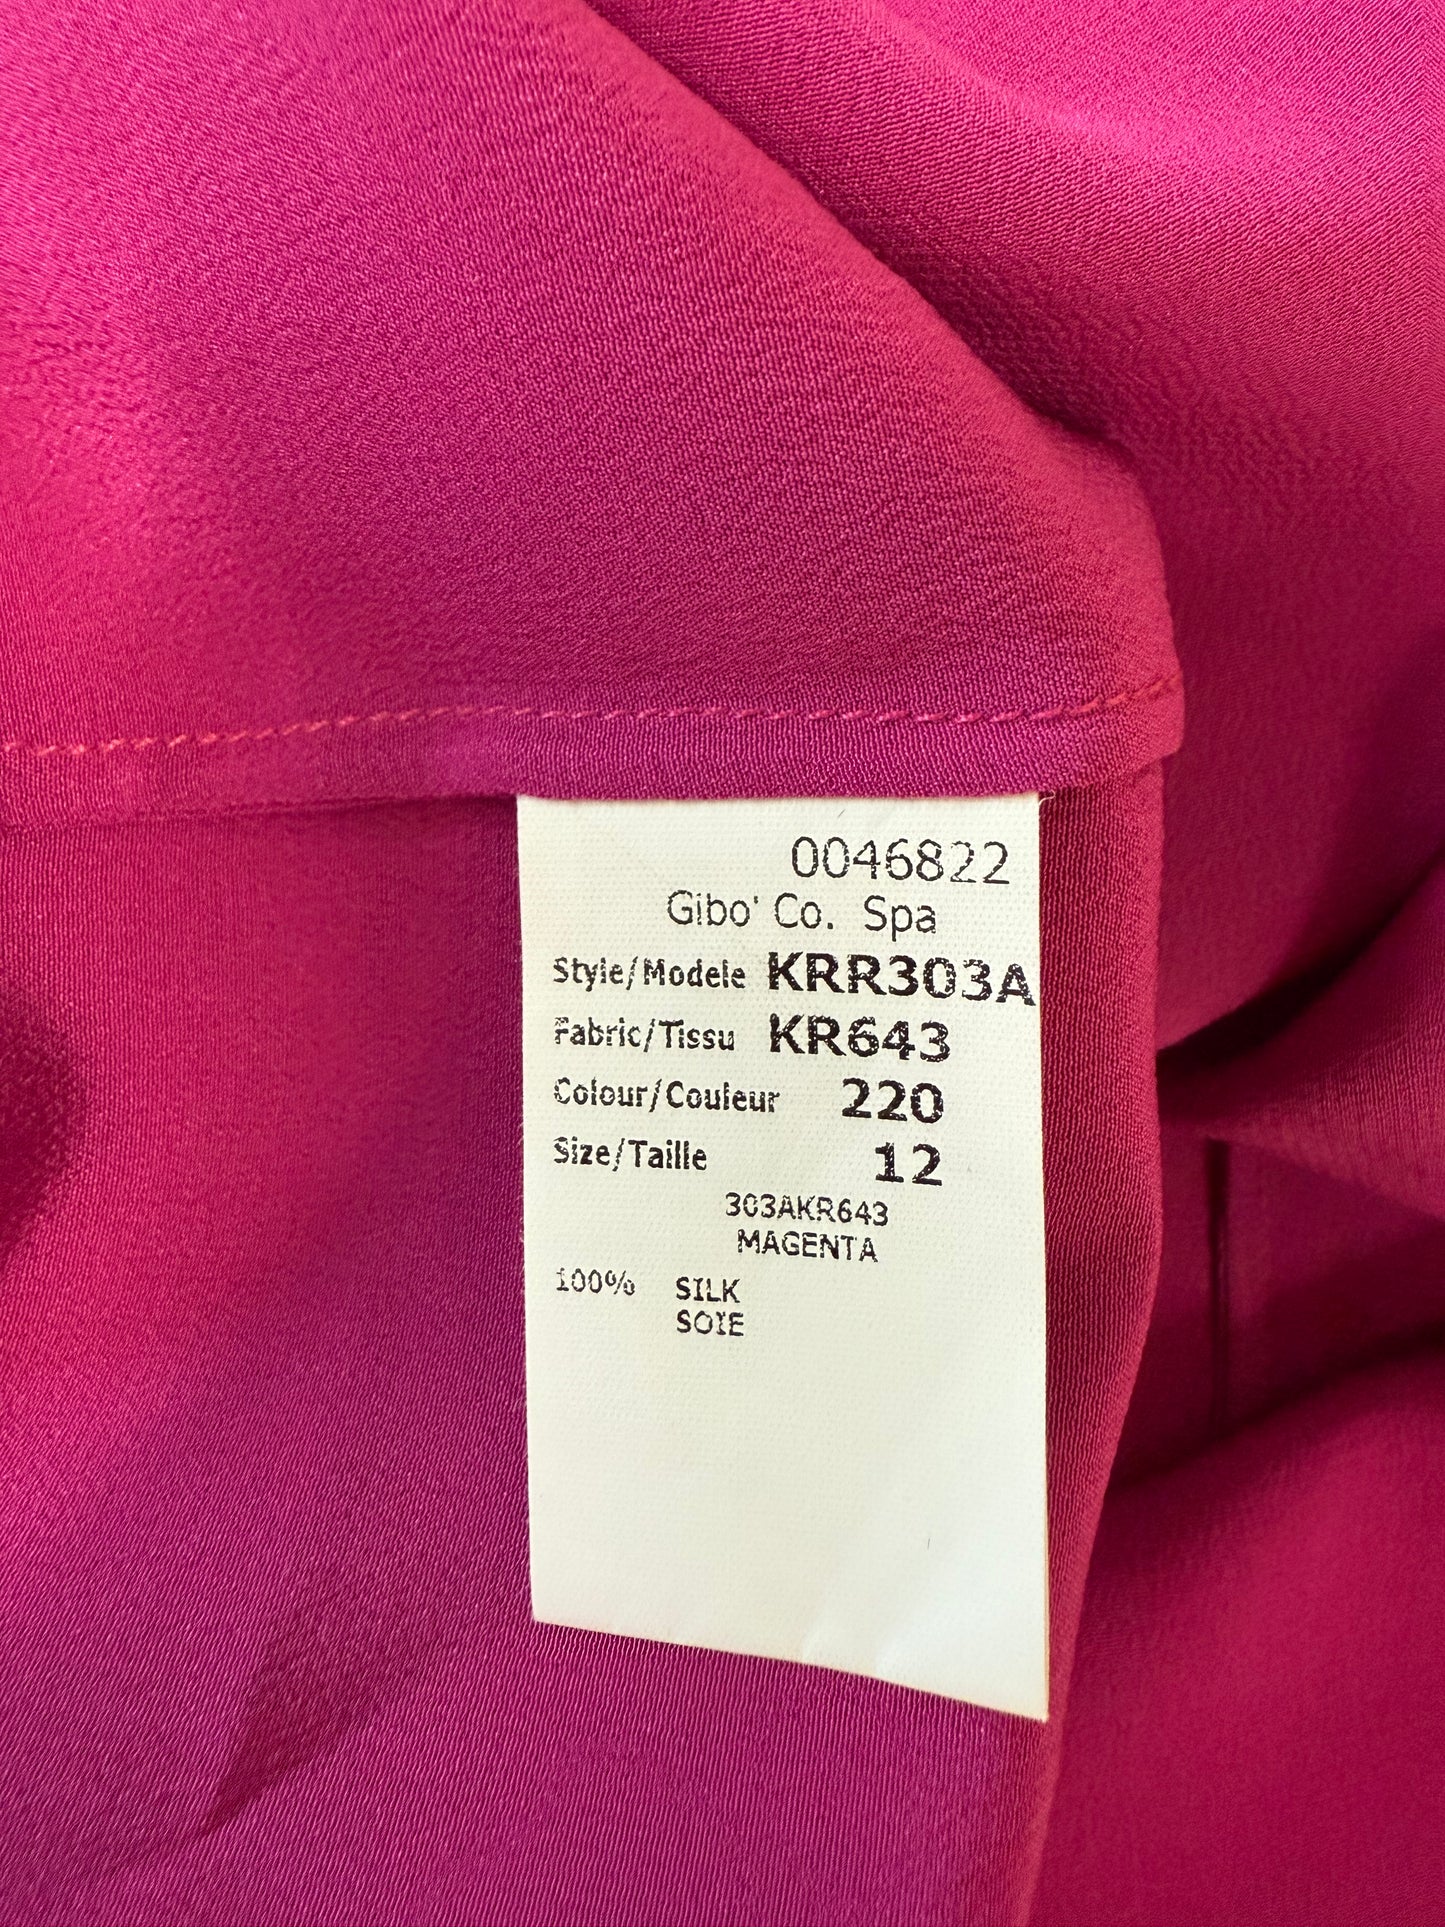 0046822
Gibo' Co. Spa
Style/Modele KRR303A
Fabric/Tissu KR643
Colour/Couleur 220
Size/Taille 12
303AKR643
MAGENTA
100% SILK
SOIE